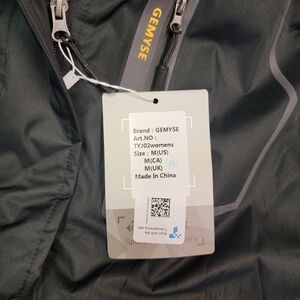 GEMYSE
Brand : GEMYSE
Art.NO :
TYJ02womens
Size : M(US)
M(CA)
M(UK)
Made In China